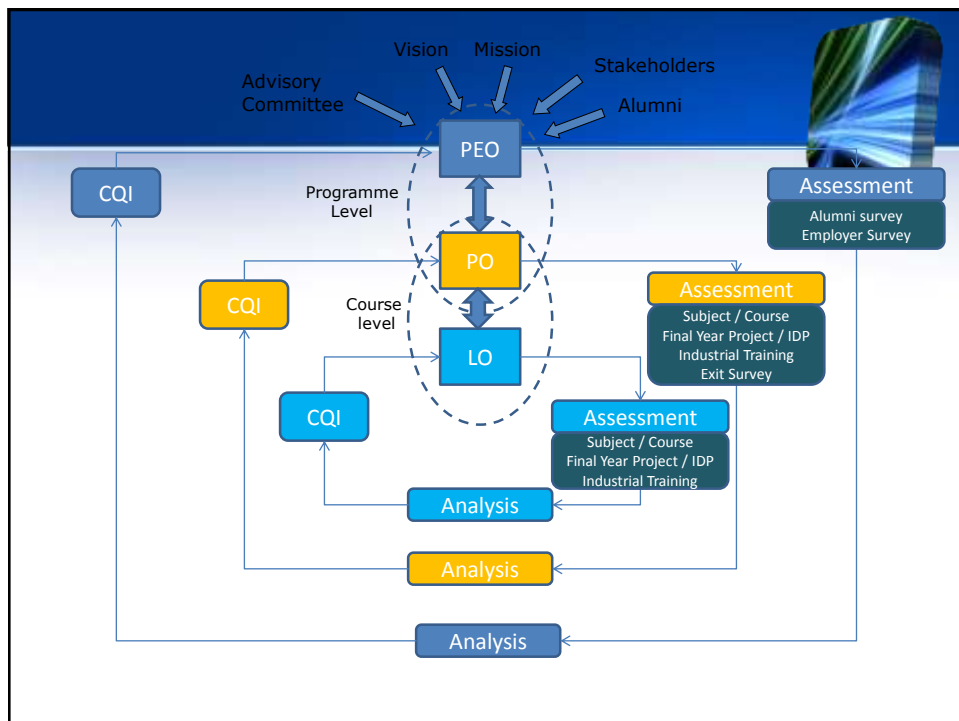 Vision
Mission
Advisory
Committee
Stakeholders
Alumni
PEO
CQI
Assessment
Alumni survey
Employer Survey
Programme
Level
PO
CQI
Assessment
Subject / Course
Final Year Project / IDP
Industrial Training
Exit Survey
Course
level
LO
CQI
Assessment
Subject / Course
Final Year Project / IDP
Industrial Training
Analysis
Analysis
Analysis